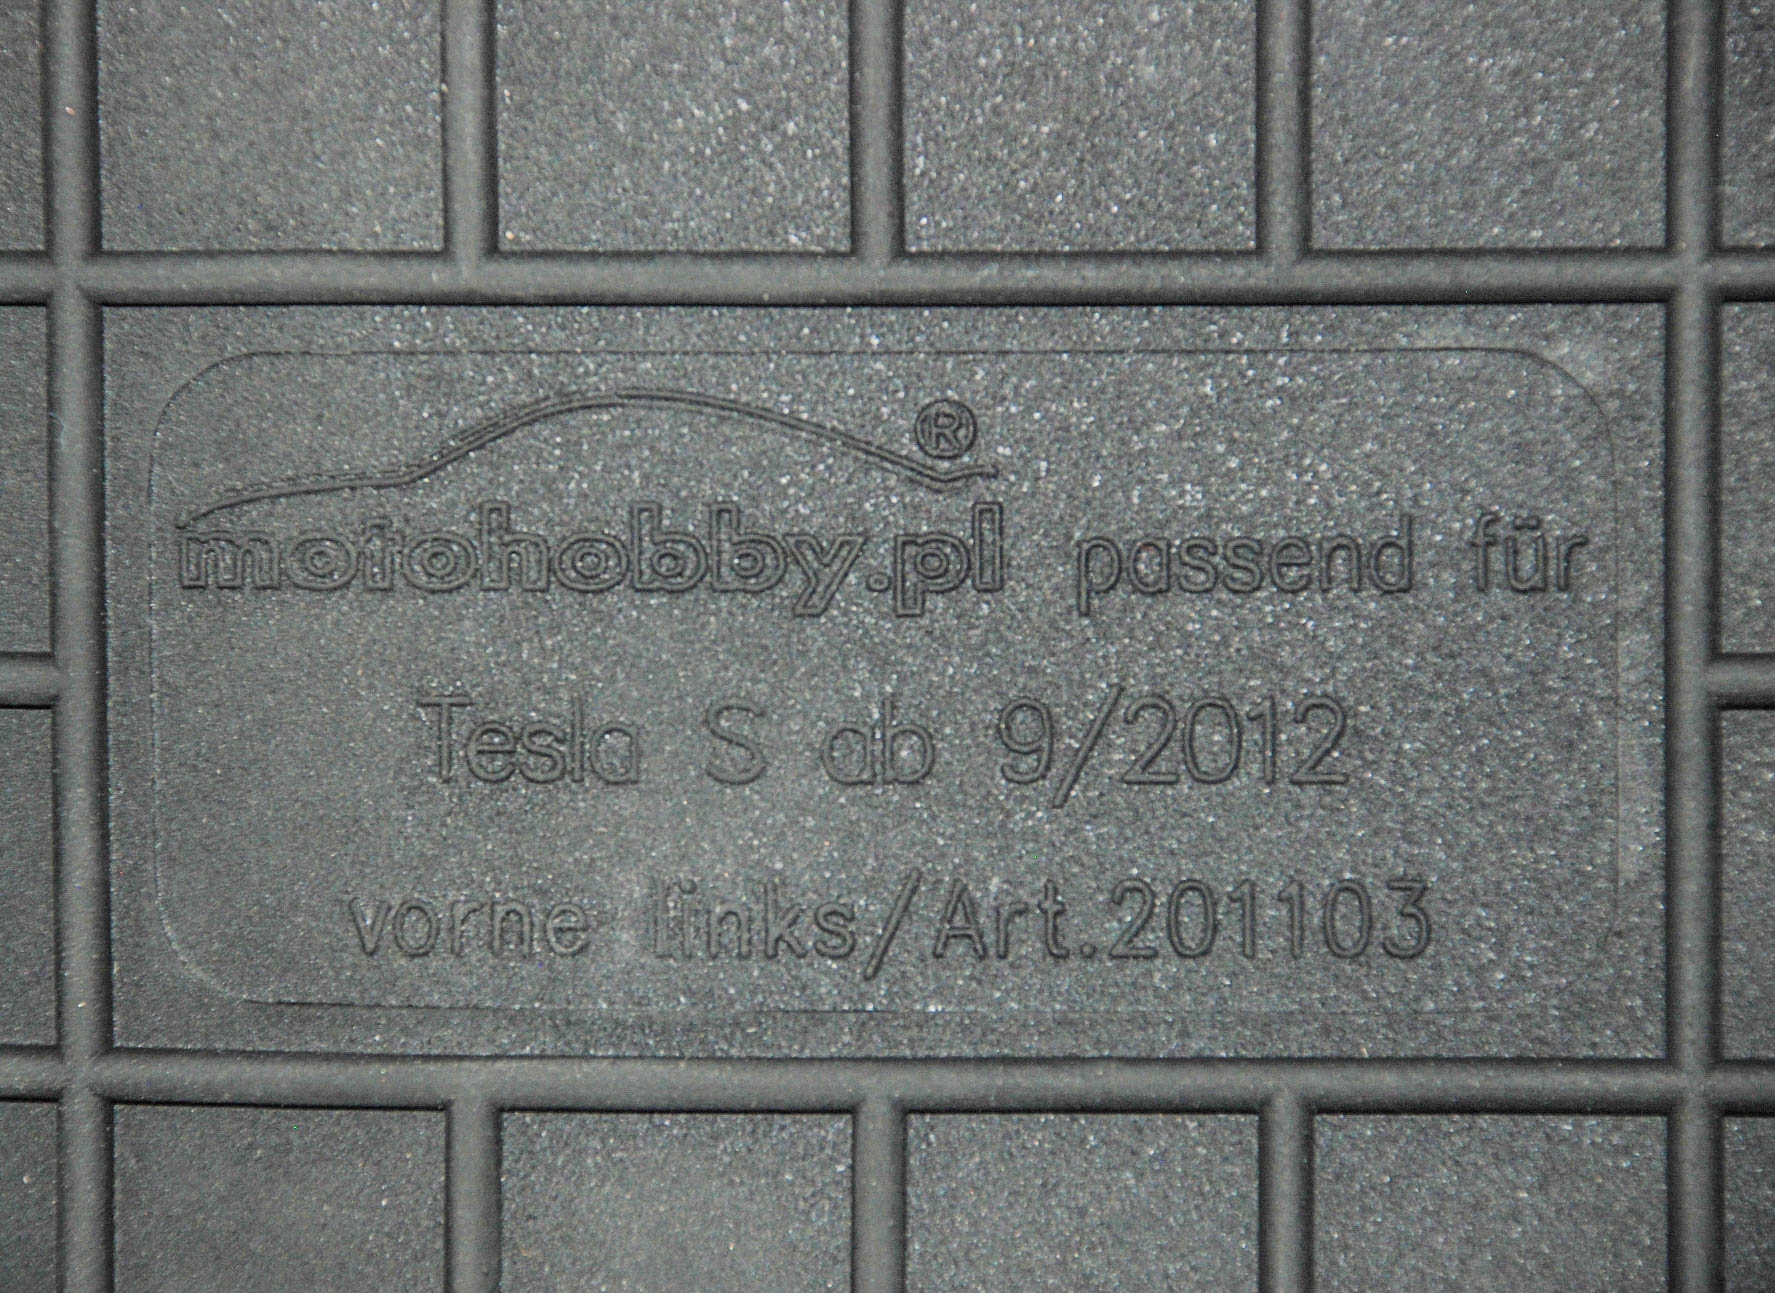 ®
motohobby.pl passend für
Tesla S ab 9/2012
vorne links/Art.201103